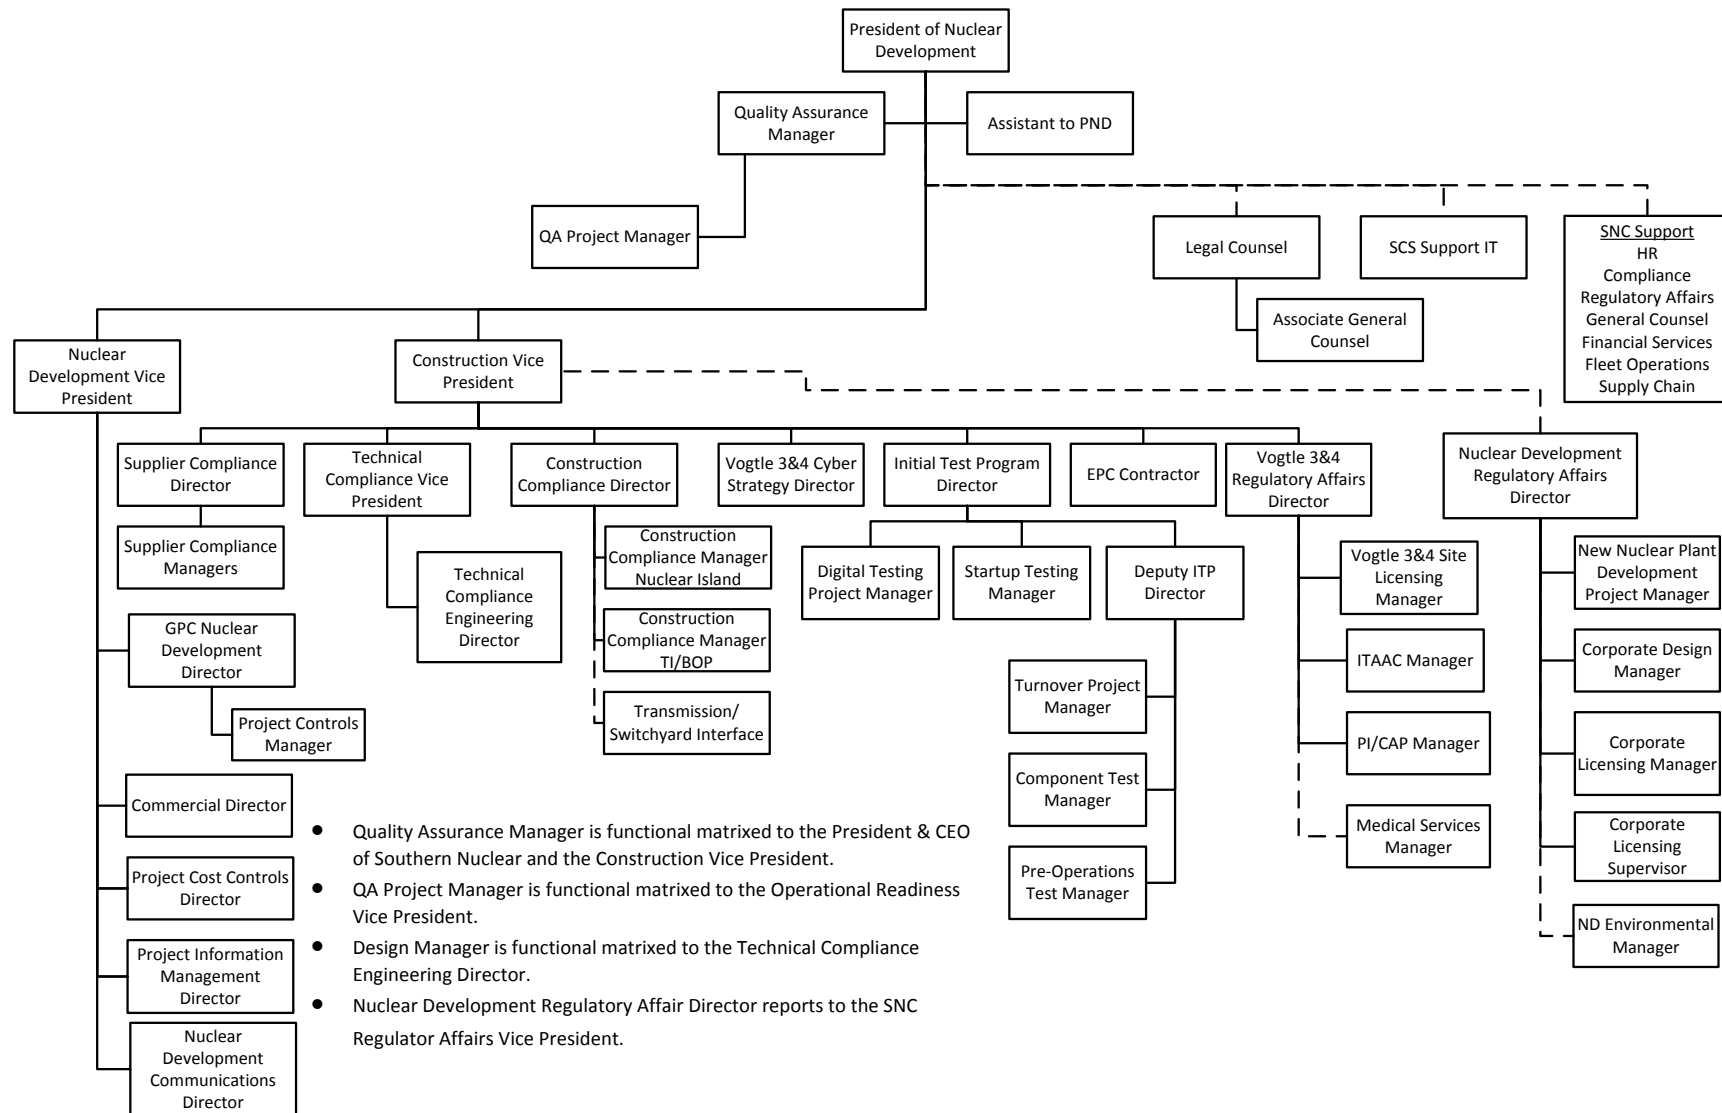 President of Nuclear
Development
Quality Assurance
Manager
Assistant to PND
QA Project Manager
Legal Counsel
SCS Support IT
SNC Support
HR
Compliance
Regulatory Affairs
General Counsel
Financial Services
Fleet Operations
Supply Chain
Associate General
Counsel
Nuclear
Development Vice
President
Construction Vice
President
Supplier Compliance
Director
Technical
Compliance Vice
President
Construction
Compliance Director
Vogtle 3&4 Cyber
Strategy Director
Initial Test Program
Director
EPC Contractor
Vogtle 3&4
Regulatory Affairs
Director
Nuclear Development
Regulatory Affairs
Director
Supplier Compliance
Managers
Technical
Compliance
Engineering
Director
Construction
Compliance Manager
Nuclear Island
Construction
Compliance Manager
TI/BOP
Transmission/
Switchyard Interface
Digital Testing
Project Manager
Startup Testing
Manager
Deputy ITP
Director
Turnover Project
Manager
Component Test
Manager
Pre-Operations
Test Manager
Vogtle 3&4 Site
Licensing
Manager
ITAAC Manager
PI/CAP Manager
Medical Services
Manager
New Nuclear Plant
Development
Project Manager
Corporate Design
Manager
Corporate
Licensing Manager
Corporate
Licensing
Supervisor
ND Environmental
Manager
GPC Nuclear
Development
Director
Project Controls
Manager
Commercial Director
Project Cost Controls
Director
Project Information
Management
Director
Nuclear
Development
Communications
Director
• Quality Assurance Manager is functional matrixed to the President & CEO
of Southern Nuclear and the Construction Vice President.
• QA Project Manager is functional matrixed to the Operational Readiness
Vice President.
• Design Manager is functional matrixed to the Technical Compliance
Engineering Director.
• Nuclear Development Regulatory Affair Director reports to the SNC
Regulator Affairs Vice President.